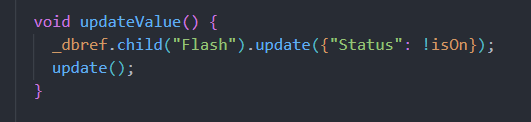 void updateValue() {
_dbref.child("Flash").update({"Status": !isOn});
update();
}